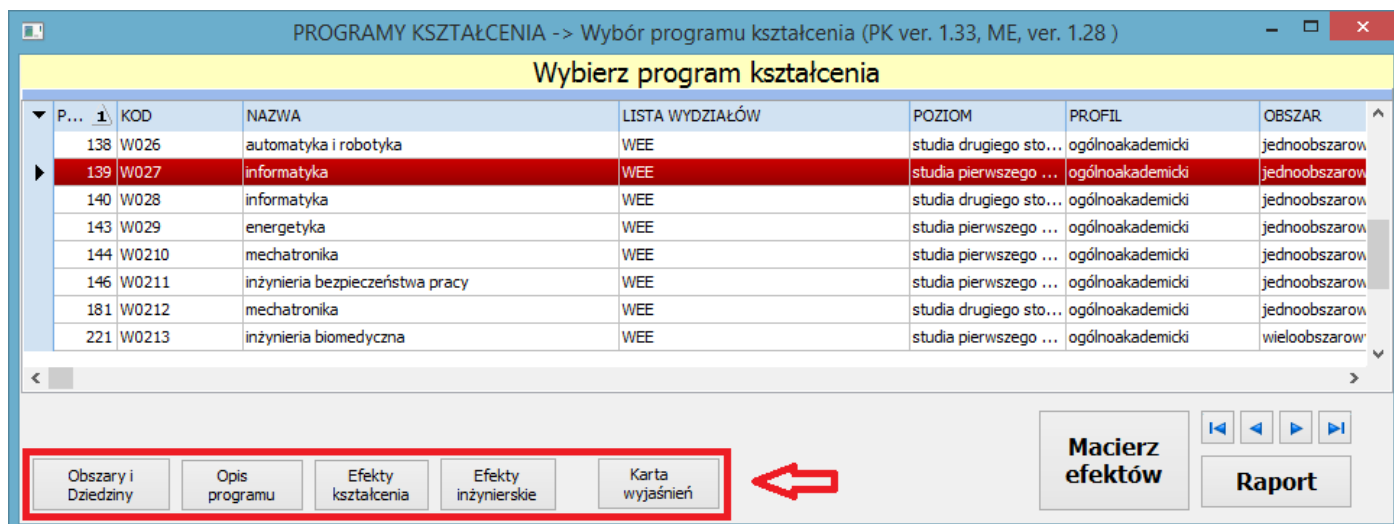 PROGRAMY KSZTAŁCENIA -> Wybór programu kształcenia (PK ver. 1.33, ME, ver. 1.28 )
Wybierz program kształcenia
P... 1 KOD NAZWA LISTA WYDZIAŁÓW POZIOM PROFIL OBSZAR
138 W026 automatyka i robotyka WEE studia drugiego sto... ogólnoakademicki jednoobszarow
139 W027 informatyka WEE studia pierwszego ... ogólnoakademicki jednoobszarow
140 W028 informatyka WEE studia drugiego sto... ogólnoakademicki jednoobszarow
143 W029 energetyka WEE studia pierwszego ... ogólnoakademicki jednoobszarow
144 W0210 mechatronika WEE studia pierwszego ... ogólnoakademicki jednoobszarow
146 W0211 inżynieria bezpieczeństwa pracy WEE studia pierwszego ... ogólnoakademicki jednoobszarow
181 W0212 mechatronika WEE studia drugiego sto... ogólnoakademicki jednoobszarow
221 W0213 inżynieria biomedyczna WEE studia pierwszego ... ogólnoakademicki wieloobszarow
Obszary i
Dziedziny
Opis
programu
Efekty
kształcenia
Efekty
inżynierskie
Karta
wyjaśnień
Macierz
efektów
Raport